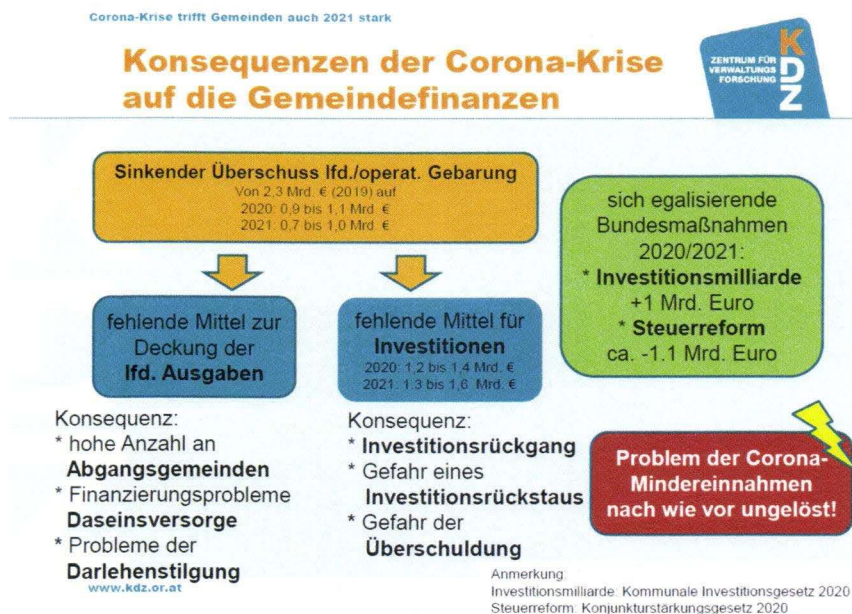 Corona-Krise trifft Gemeinden auch 2021 stark
Konsequenzen der Corona-Krise
auf die Gemeindefinanzen
ZENTRUM FÜR
VERWALTUNGS
FORSCHUNG
KDZ
Sinkender Überschuss lfd./operat. Gebarung
Von 2,3 Mrd. € (2019) auf
2020: 0,9 bis 1,1 Mrd. €
2021: 0,7 bis 1,0 Mrd. €
fehlende Mittel zur
Deckung der
lfd. Ausgaben
Konsequenz:
* hohe Anzahl an
Abgangsgemeinden
* Finanzierungsprobleme
Daseinsversorge
* Probleme der
Darlehenstilgung
fehlende Mittel für
Investitionen
2020: 1,2 bis 1,4 Mrd. €
2021: 1,3 bis 1,6 Mrd. €
Konsequenz:
* Investitionsrückgang
* Gefahr eines
Investitionsrückstaus
* Gefahr der
Überschuldung
sich egalisierende
Bundesmaßnahmen
2020/2021:
* Investitionsmilliarde
+1 Mrd. Euro
* Steuerreform
ca. -1.1 Mrd. Euro
Problem der Corona-
Mindereinnahmen
nach wie vor ungelöst!
www.kdz.or.at
Anmerkung:
Investitionsmilliarde: Kommunale Investitionsgesetz 2020
Steuerreform: Konjunkturstärkungsgesetz 2020